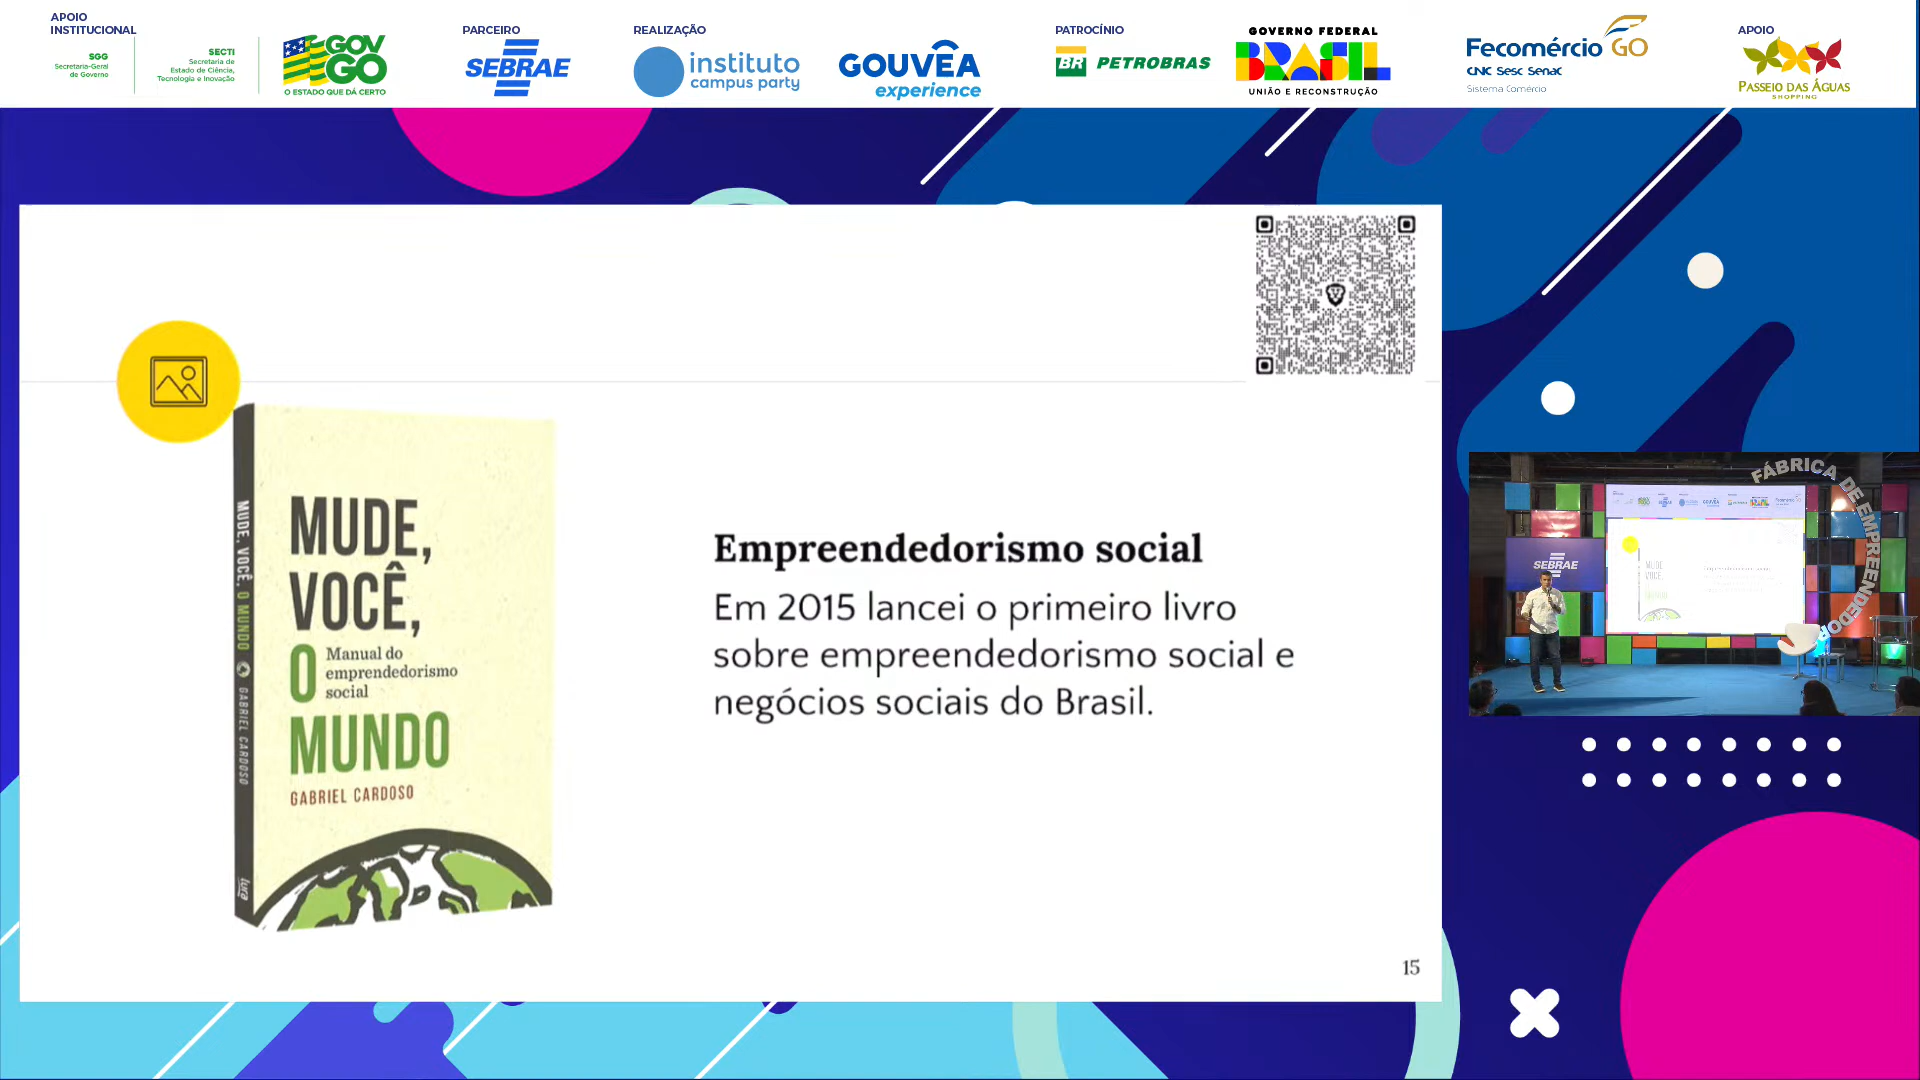 APOIO
INSTITUCIONAL
SGG
Secretaria-Geral
de Governo
SECTI
Secretaria de
Estado de Ciência,
Tecnologia e Inovação
GOV
GO
O ESTADO QUE DÁ CERTO
PARCEIRO
SEBRAE
REALIZAÇÃO
instituto
campus party
GOUVÊA
experience
PATROCÍNIO
BR PETROBRAS
GOVERNO FEDERAL
BRASIL
UNIÃO E RECONSTRUÇÃO
Fecomércio GO
CNC Sesc Senac
Sistema Comércio
APOIO
PASSEIO DAS ÁGUAS
SHOPPING
MUDE, VOCÊ, O MUNDO GABRIEL CARDOSO
tura
MUDE,
VOCÊ,
O
Manual do
empreendedorismo
social
MUNDO
GABRIEL CARDOSO
Empreendedorismo social
Em 2015 lancei o primeiro livro
sobre empreendedorismo social e
negócios sociais do Brasil.
15
FÁBRICA DE EMPREENDEDOR
SEBRAE